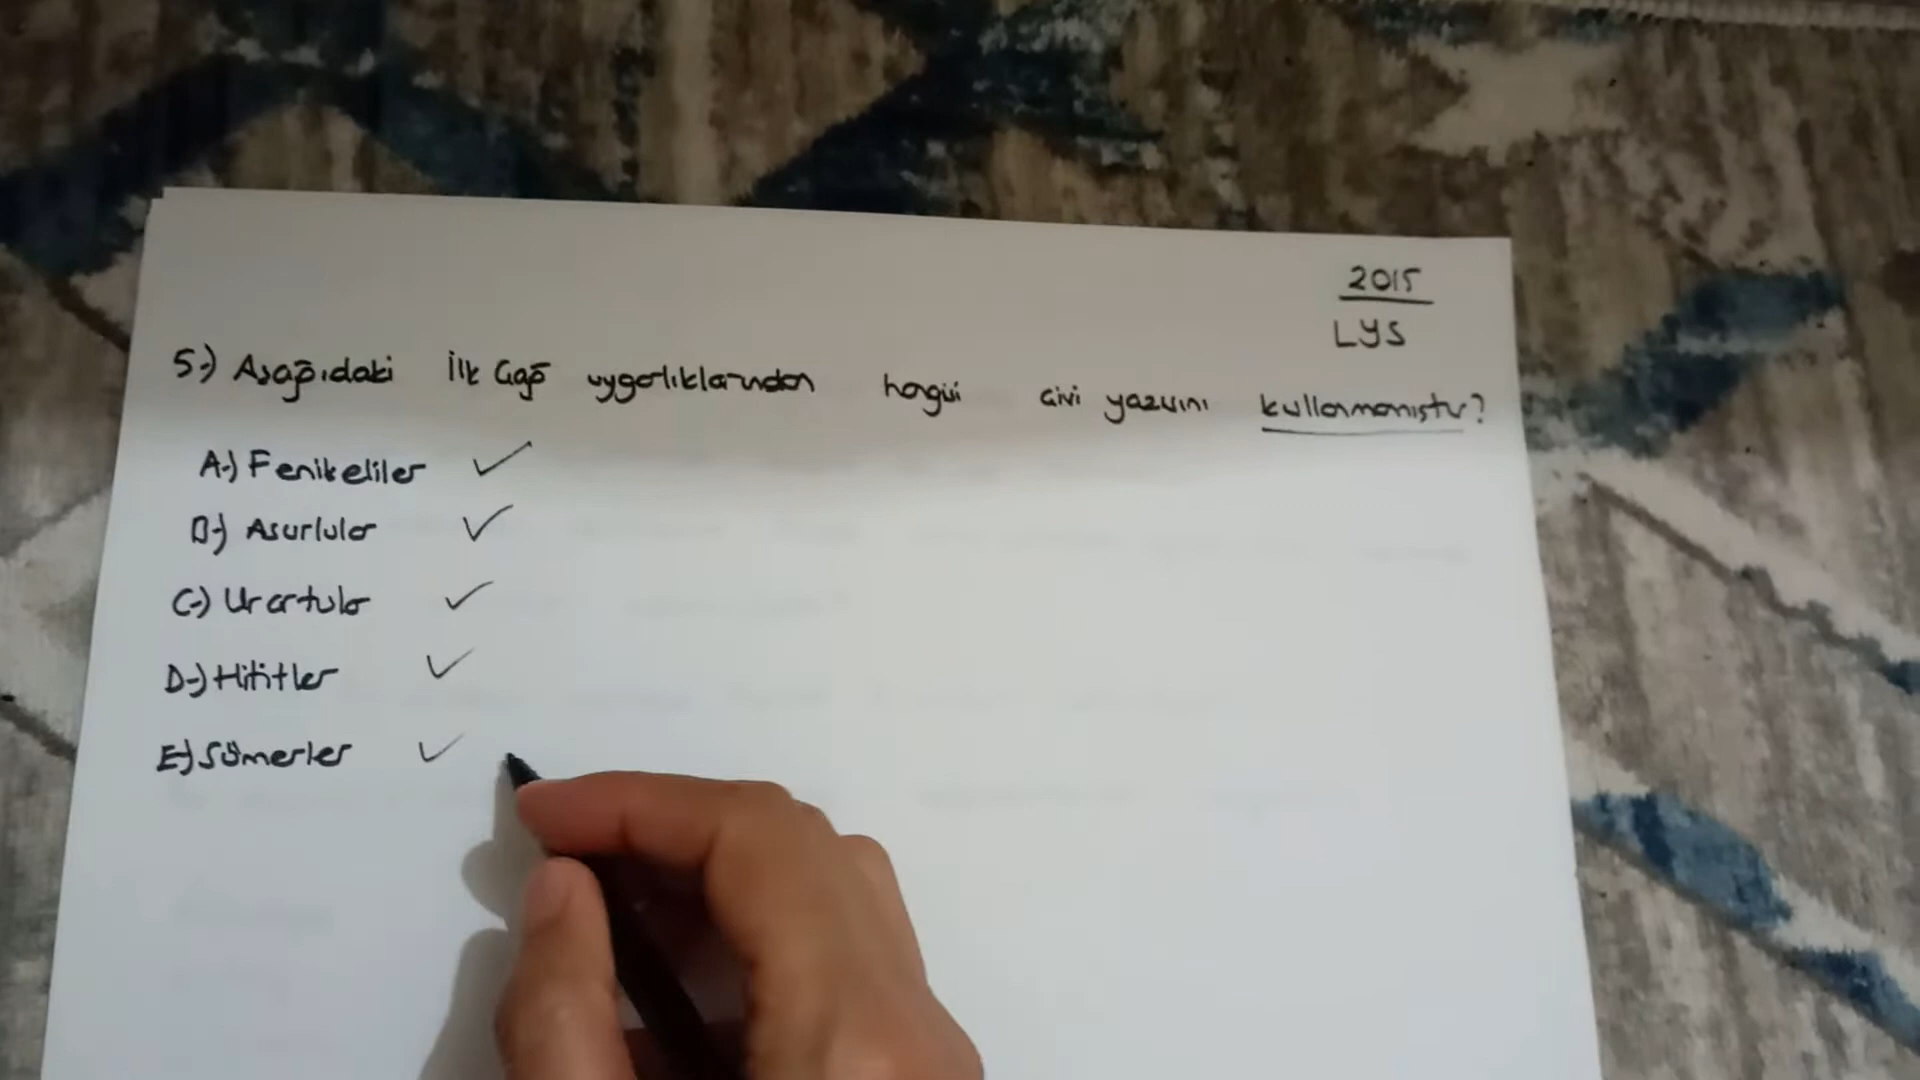 2015
LYS
5-) Aşağıdaki İlk Çağ uygarlıklarından hangisi çivi yazısını kullanmamıştır?
A-) Fenikeliler ✓
B-) Asurlular ✓
C-) Urartular ✓
D-) Hititler ✓
E-) Sümerler ✓